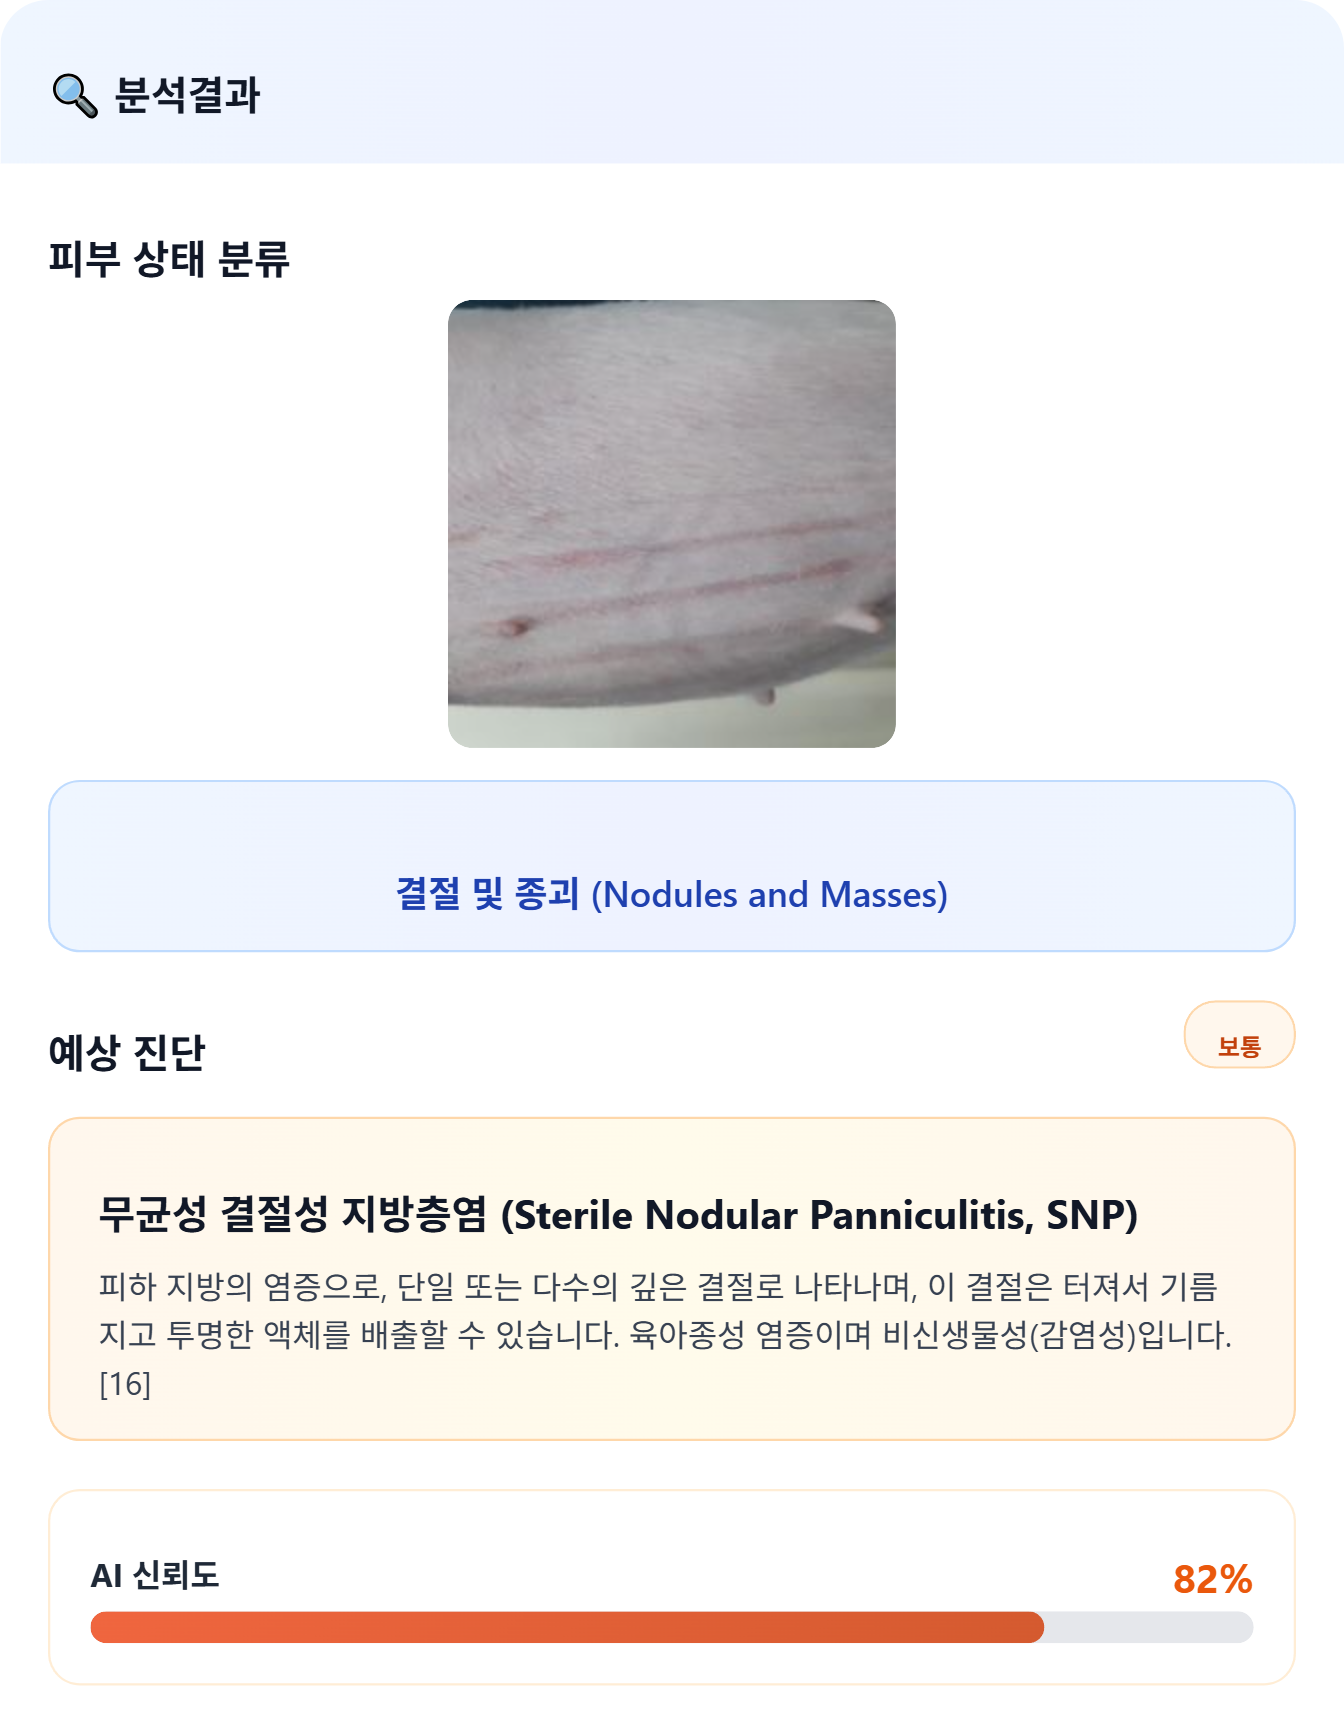 분석결과
피부 상태 분류
결절 및 종괴 (Nodules and Masses)
예상 진단
보통
무균성 결절성 지방층염 (Sterile Nodular Panniculitis, SNP)
피하 지방의 염증으로, 단일 또는 다수의 깊은 결절로 나타나며, 이 결절은 터져서 기름
지고 투명한 액체를 배출할 수 있습니다. 육아종성 염증이며 비신생물성(감염성)입니다.
[16]
AI 신뢰도
82%